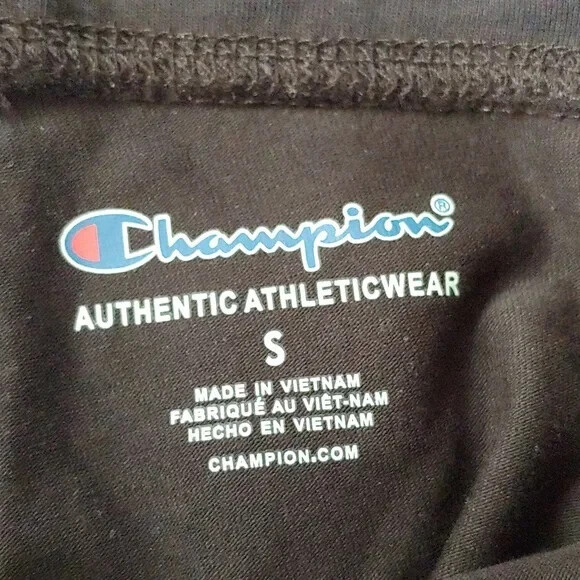 Champion®
AUTHENTIC ATHLETICWEAR
S
MADE IN VIETNAM
FABRIQUÉ AU VIÊT-NAM
HECHO EN VIETNAM
CHAMPION.COM